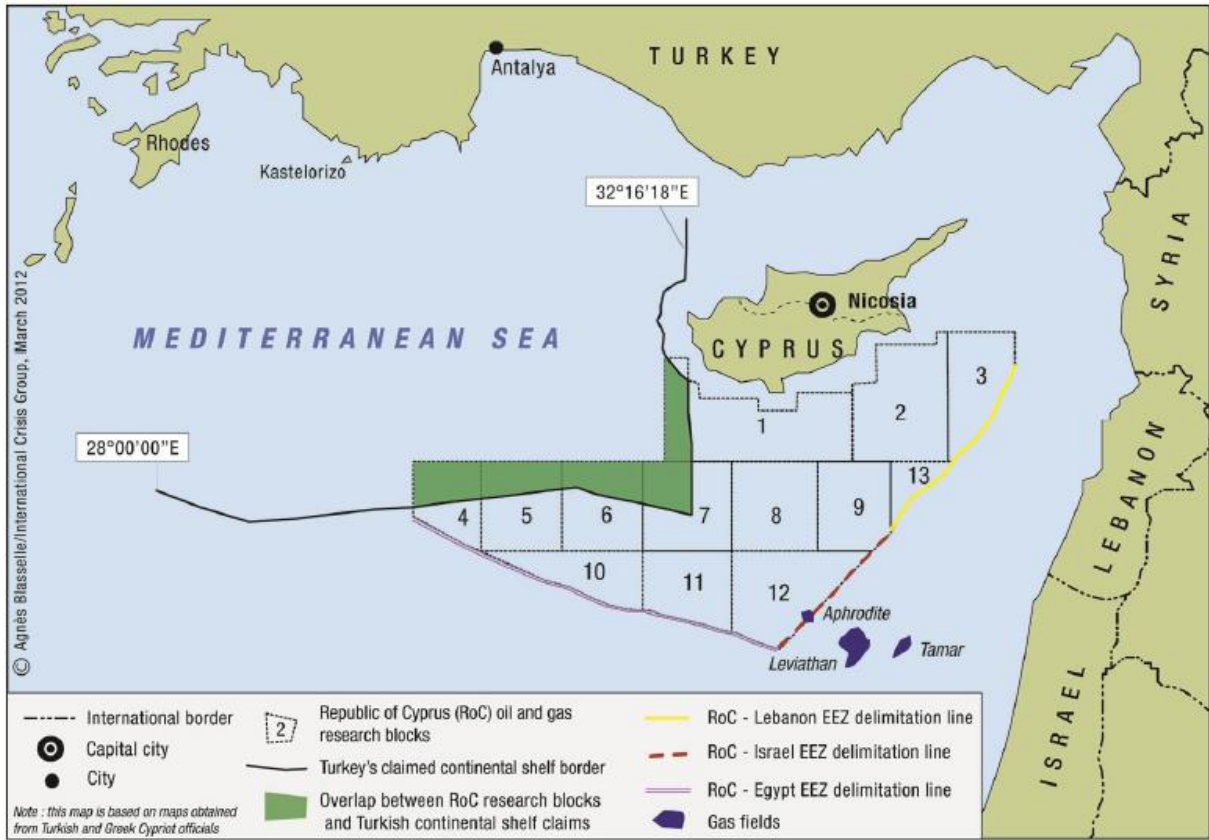 TURKEY
Antalya
Rhodes
Kastelorizo
32°16'18"E
SYRIA
Nicosia
MEDITERRANEAN SEA
CYPRUS
3
2
1
28°00'00"E
13
LEBANON
4
5
6
7
8
9
10
11
12
Aphrodite
Leviathan
Tamar
ISRAEL
© Agnès Blasselle/International Crisis Group, March 2012
International border
Capital city
City
Note : this map is based on maps obtained
from Turkish and Greek Cypriot officials
2
Republic of Cyprus (RoC) oil and gas
research blocks
Turkey's claimed continental shelf border
Overlap between RoC research blocks
and Turkish continental shelf claims
RoC - Lebanon EEZ delimitation line
RoC - Israel EEZ delimitation line
RoC - Egypt EEZ delimitation line
Gas fields